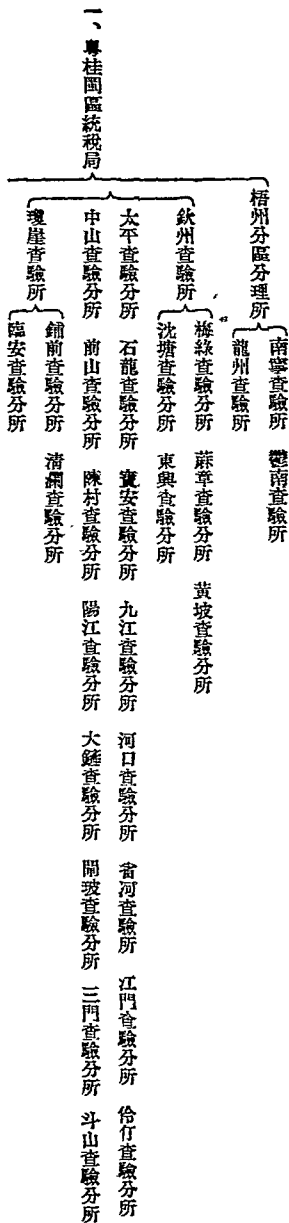 一、粵桂閩區統稅局
梧州分區分理所
南寧查驗所 鬱南查驗所
龍州查驗所
欽州查驗所
梅菉查驗分所 蔴章查驗分所 黃坡查驗分所
沈塘查驗分所 東興查驗分所
太平查驗分所 石龍查驗分所 寶安查驗分所 九江查驗分所 河口查驗分所 省河查驗分所 江門查驗分所 伶仃查驗分所
中山查驗分所 前山查驗分所 陳村查驗分所 陽江查驗分所 大鏟查驗分所 閘坡查驗分所 三門查驗分所 斗山查驗分所
瓊崖查驗所
鋪前查驗分所 清瀾查驗分所
臨安查驗分所